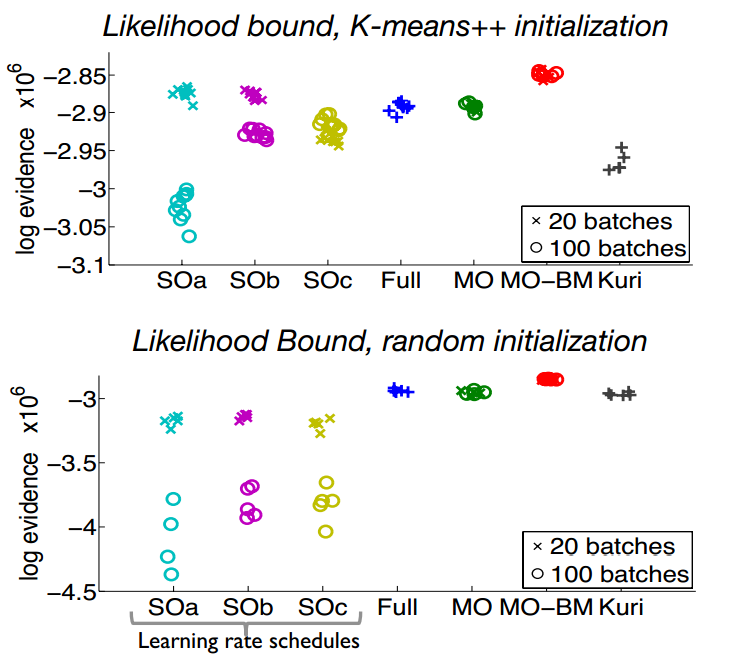 Likelihood bound, K-means++ initialization
log evidence x10^6
−2.85
−2.9
−2.95
−3
−3.05
−3.1
× 20 batches
○ 100 batches
SOa SOb SOc Full MO MO−BM Kuri
Likelihood Bound, random initialization
log evidence x10^6
−3
−3.5
−4
−4.5
× 20 batches
○ 100 batches
SOa SOb SOc Full MO MO−BM Kuri
Learning rate schedules